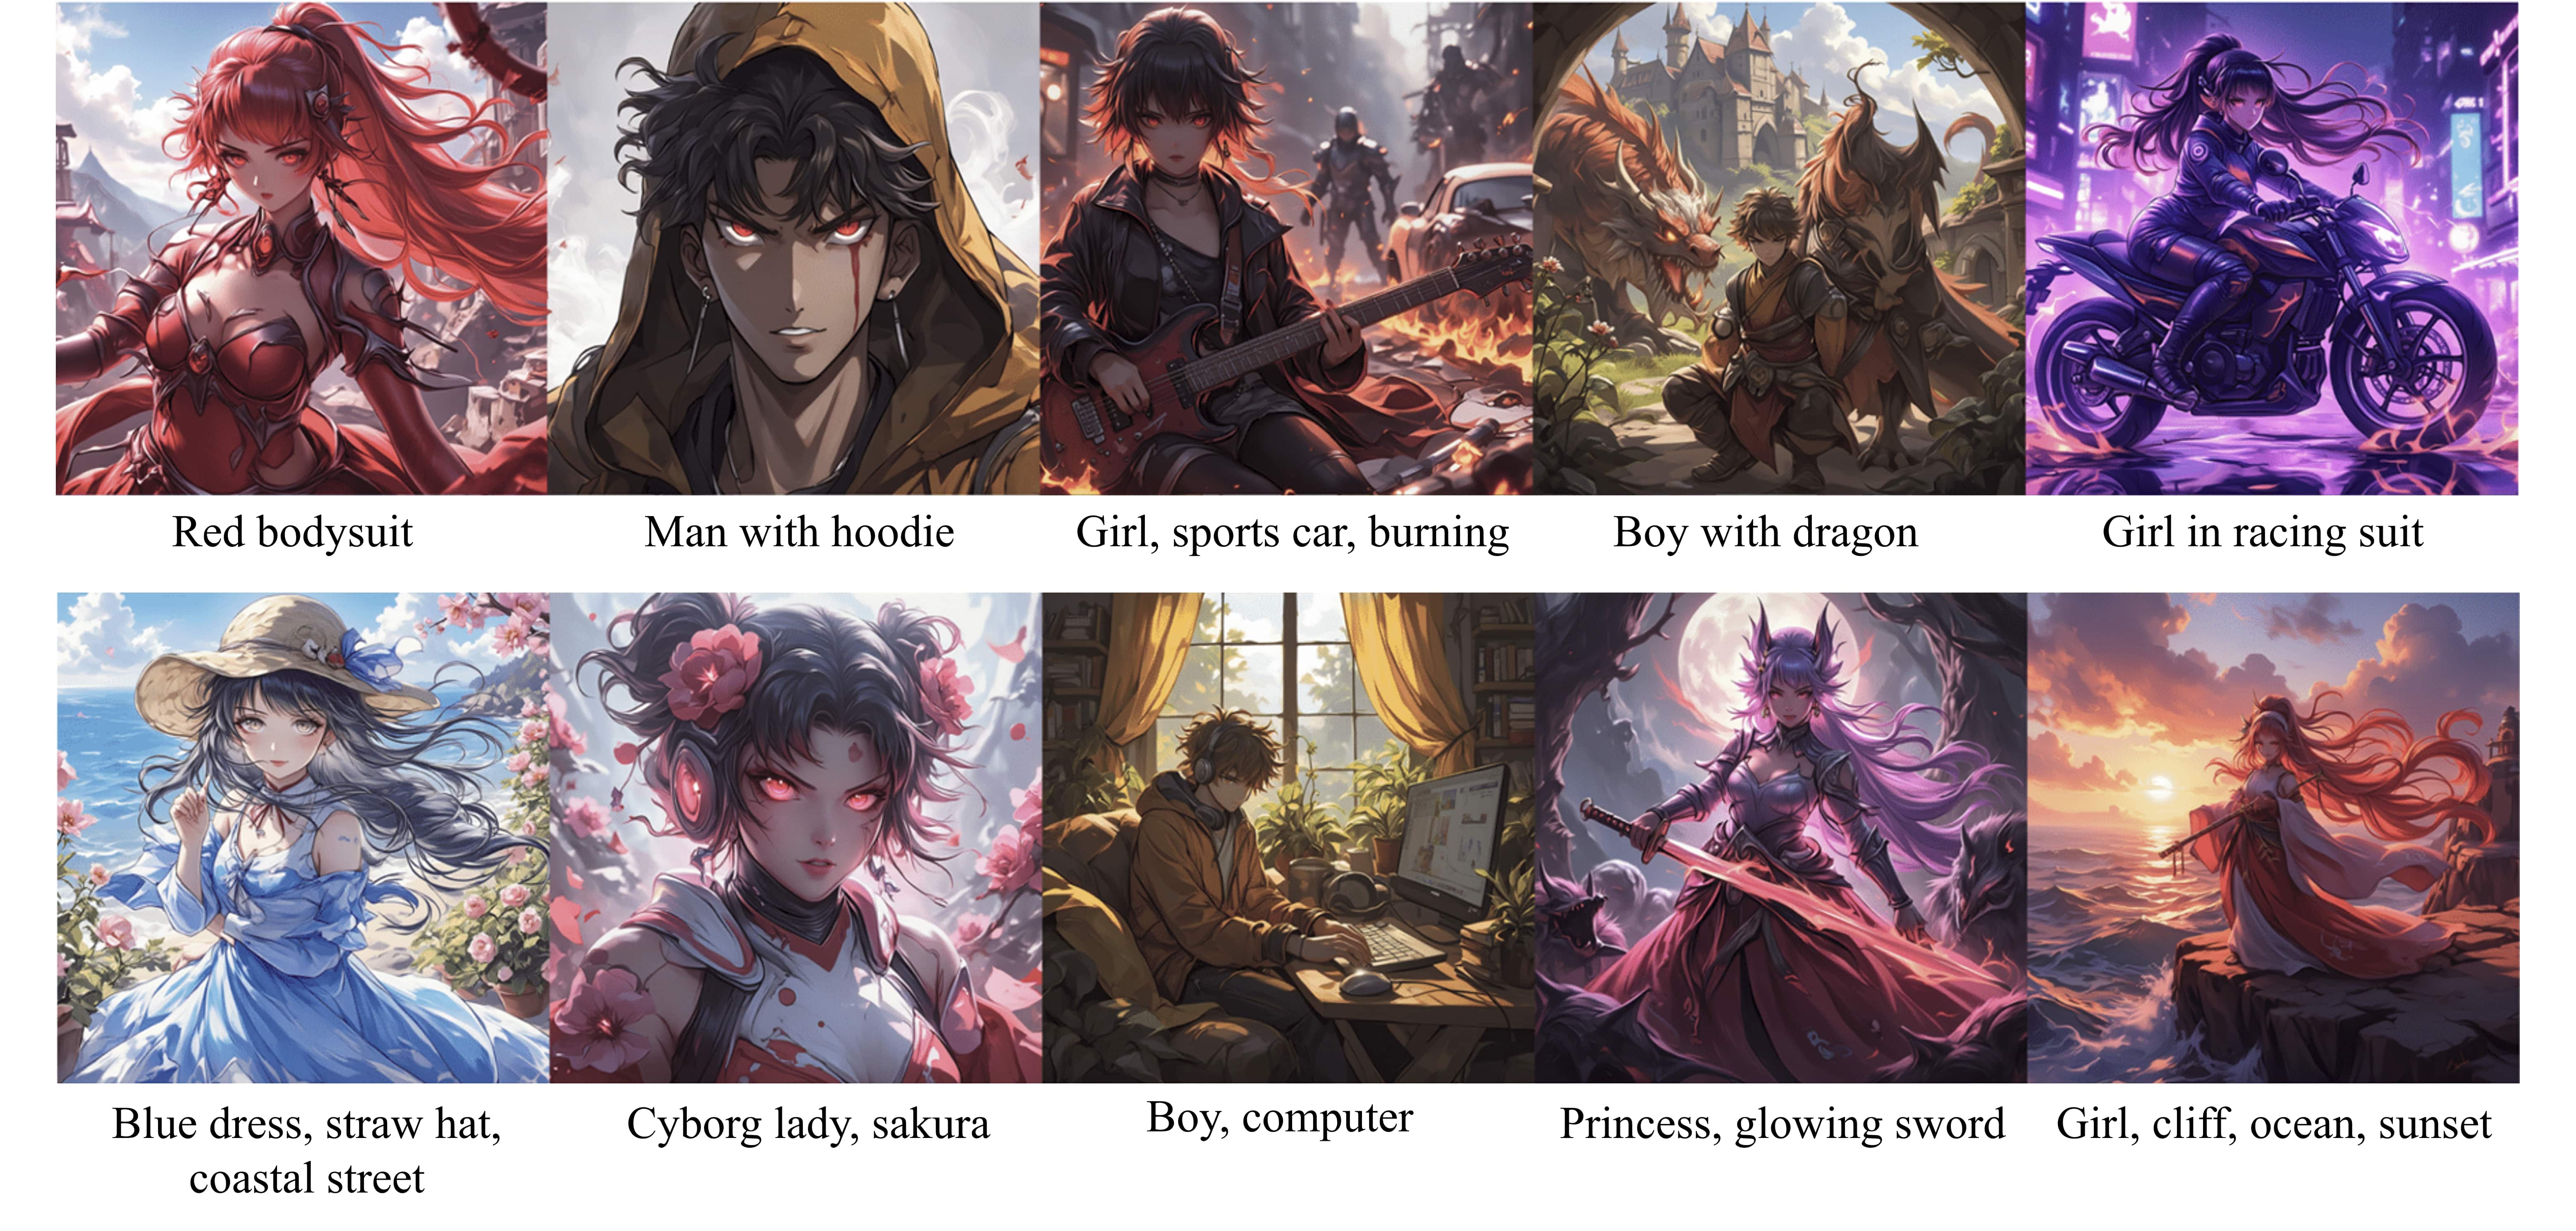 Red bodysuit
Man with hoodie
Girl, sports car, burning
Boy with dragon
Girl in racing suit
Blue dress, straw hat,
coastal street
Cyborg lady, sakura
Boy, computer
Princess, glowing sword
Girl, cliff, ocean, sunset